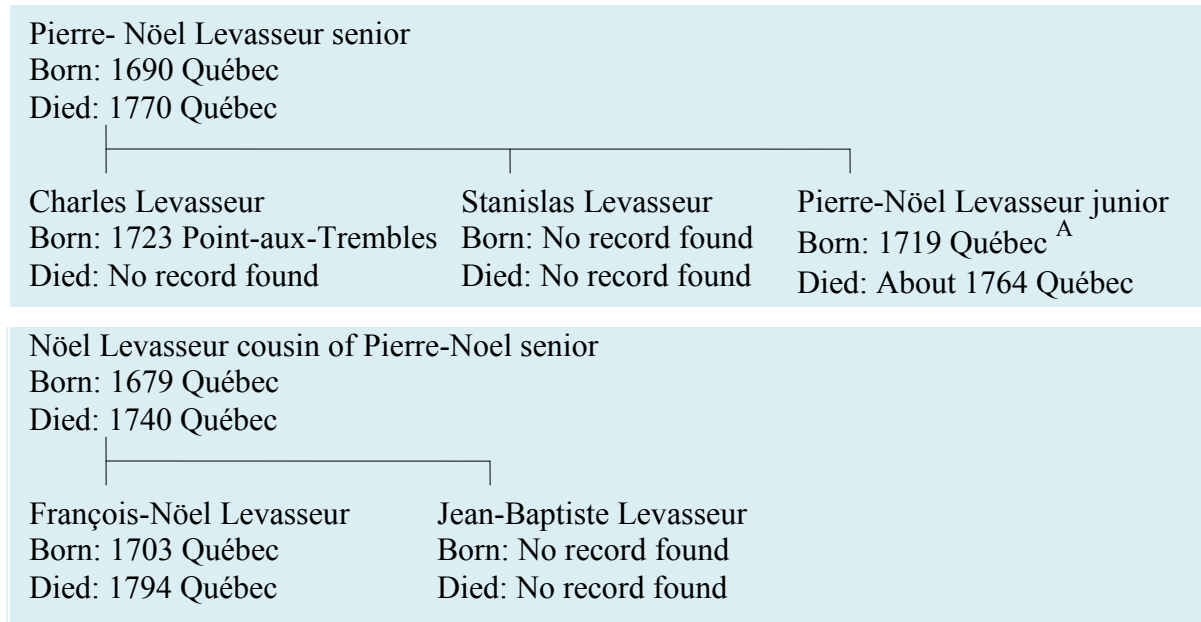 Pierre- Nöel Levasseur senior
Born: 1690 Québec
Died: 1770 Québec
Charles Levasseur
Born: 1723 Point-aux-Trembles
Died: No record found
Stanislas Levasseur
Born: No record found
Died: No record found
Pierre-Nöel Levasseur junior
Born: 1719 Québec A
Died: About 1764 Québec
Nöel Levasseur cousin of Pierre-Noel senior
Born: 1679 Québec
Died: 1740 Québec
François-Nöel Levasseur
Born: 1703 Québec
Died: 1794 Québec
Jean-Baptiste Levasseur
Born: No record found
Died: No record found